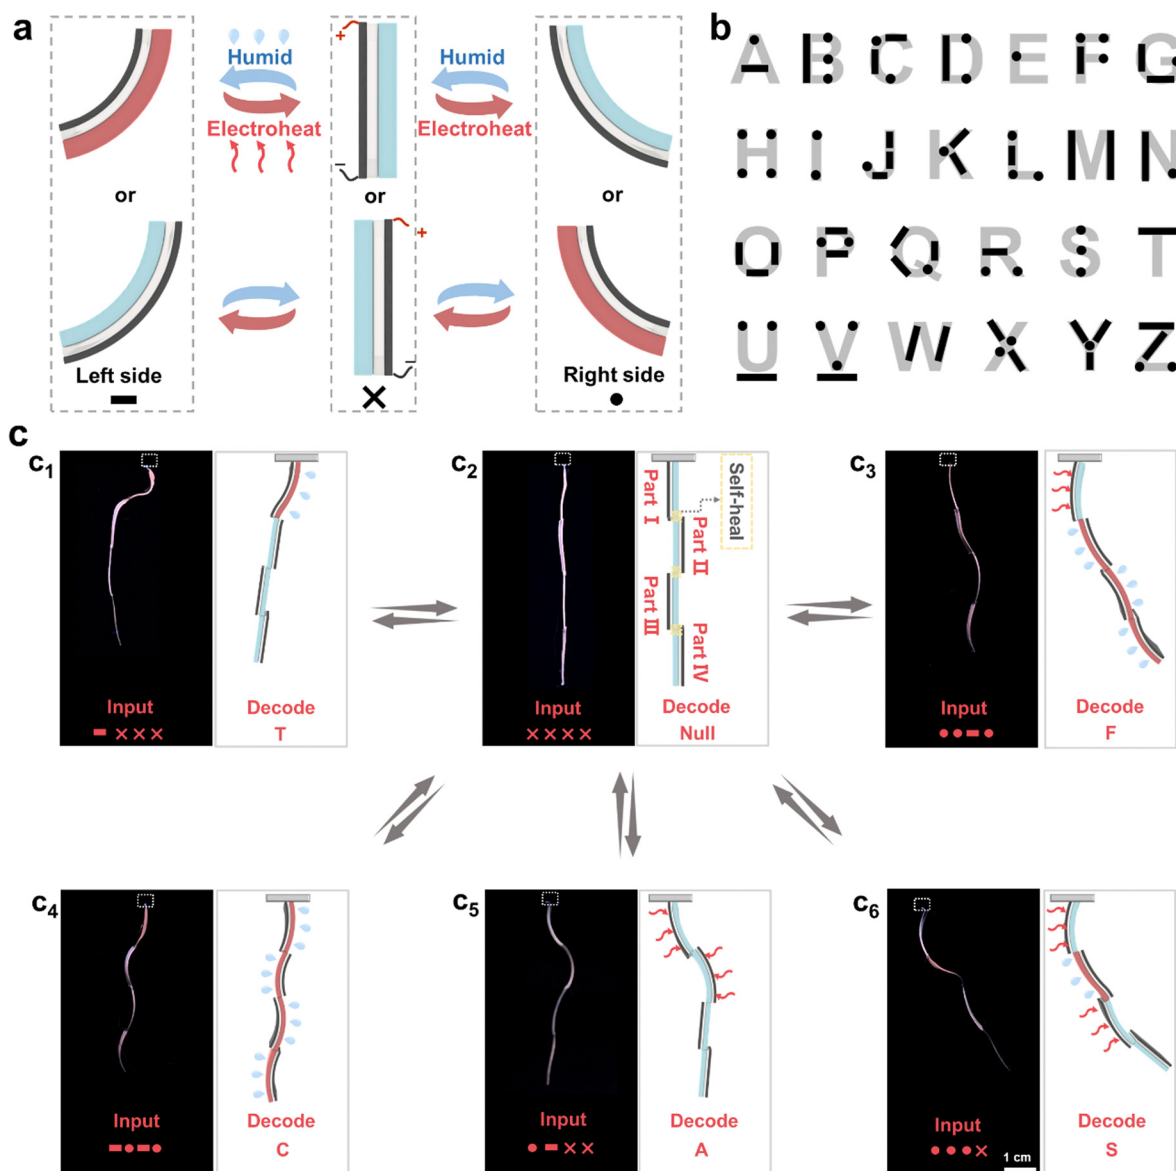 a
Humid
Electroheat
+
−
Humid
Electroheat
or
or
or
+
−
Left side
Right side
b
A B C D E F G
H I J K L M N
O P Q R S T
U V W X Y Z
c
c1
Input
Decode
T
c2
Part I
Part II
Part III
Part IV
Self-heal
Input
Decode
Null
c3
Input
Decode
F
c4
Input
Decode
C
c5
Input
Decode
A
c6
Input
1 cm
Decode
S